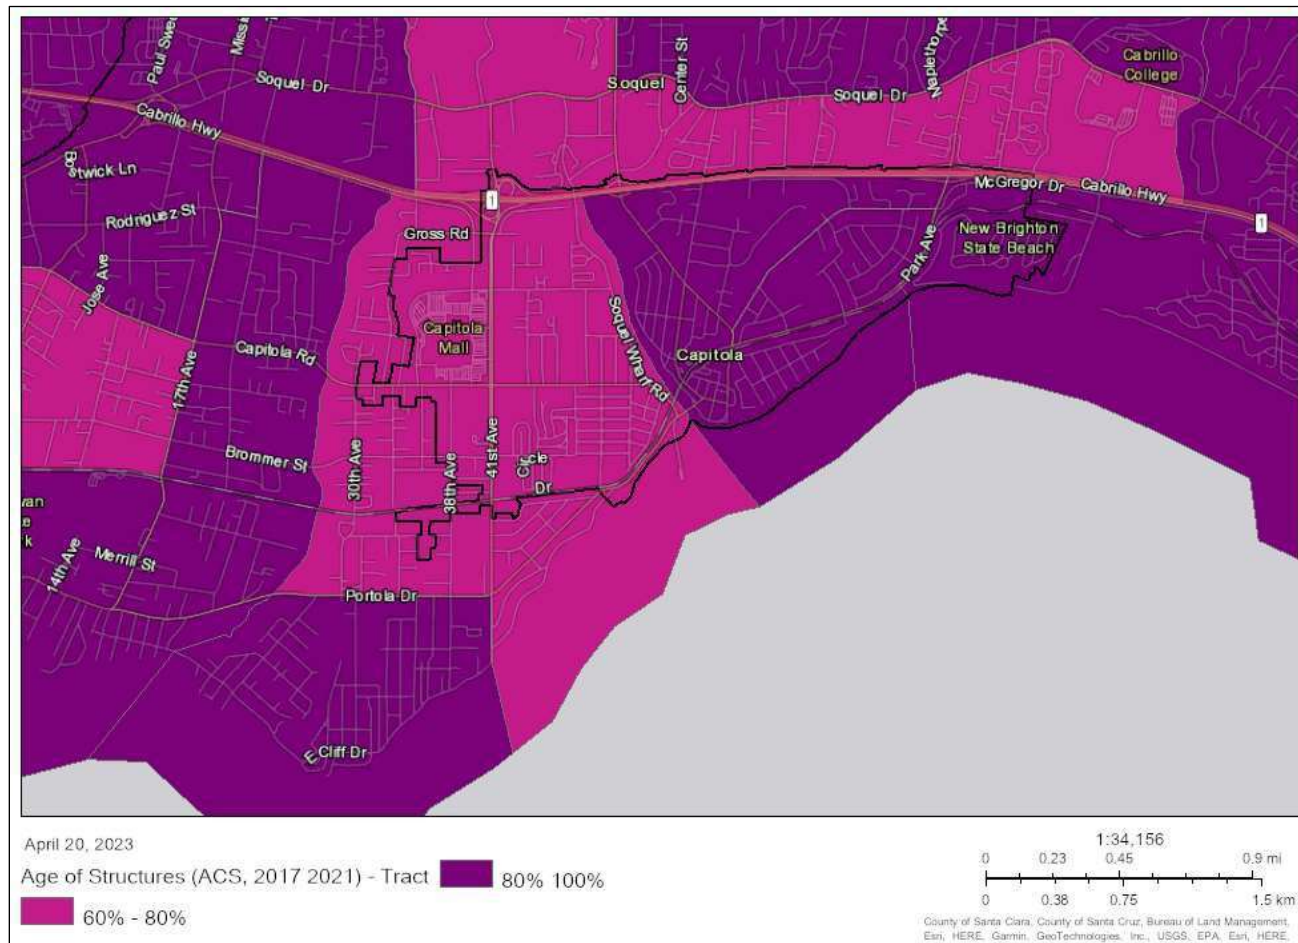 Paul Swe
Missi
Soquel Dr
Soquel
Center St
Soquel Dr
Maplethorpe
Cabrillo
College
Cabrillo Hwy
Bostwick Ln
Rodriguez St
McGregor Dr
Cabrillo Hwy
1
1
Gross Rd
Park Ave
New Brighton
State Beach
Jose Ave
17th Ave
Capitola Rd
Capitola
Mall
Soquel Wharf Rd
Capitola
Brommer St
30th Ave
38th Ave
41st Ave
Circle
Dr
van
te
k
14th Ave
Merrill St
Portola Dr
E Cliff Dr
April 20, 2023
Age of Structures (ACS, 2017 2021) - Tract
80% 100%
60% - 80%
1:34,156
0 0.23 0.45 0.9 mi
0 0.38 0.75 1.5 km
County of Santa Clara, County of Santa Cruz, Bureau of Land Management,
Esri, HERE, Garmin, GeoTechnologies, Inc., USGS, EPA, Esri, HERE,